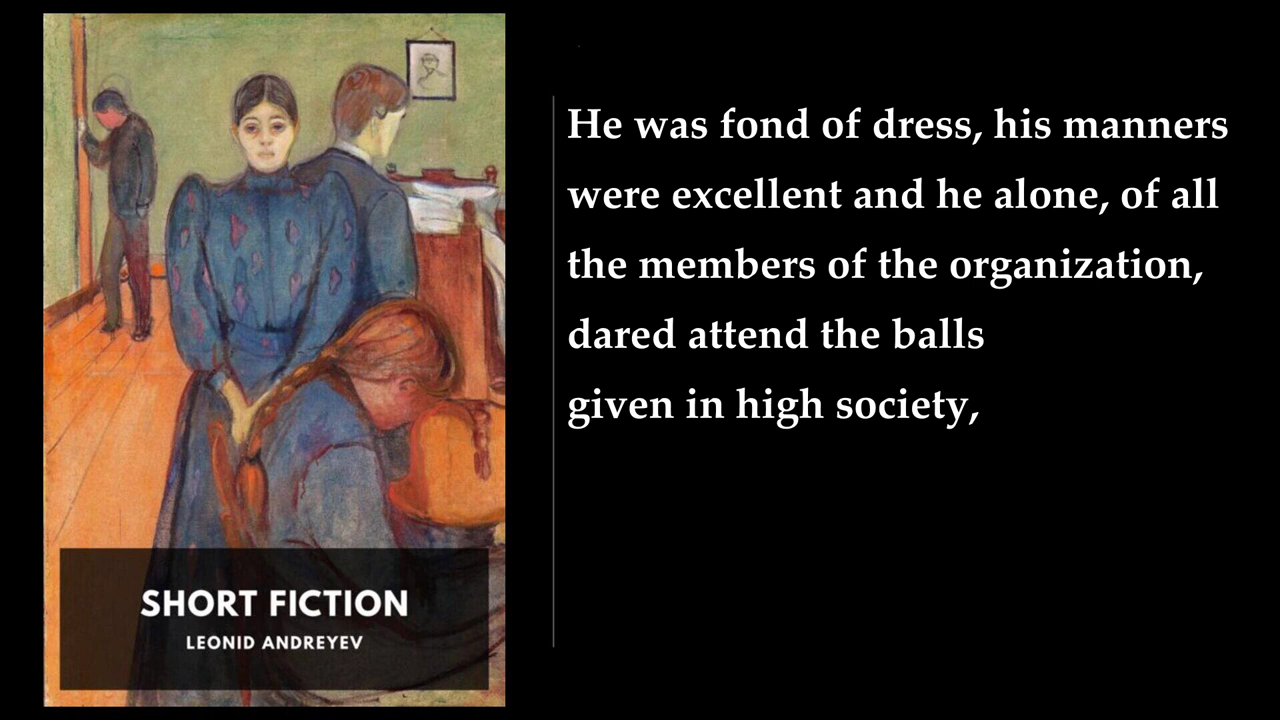 SHORT FICTION
LEONID ANDREYEV
He was fond of dress, his manners
were excellent and he alone, of all
the members of the organization,
dared attend the balls
given in high society,